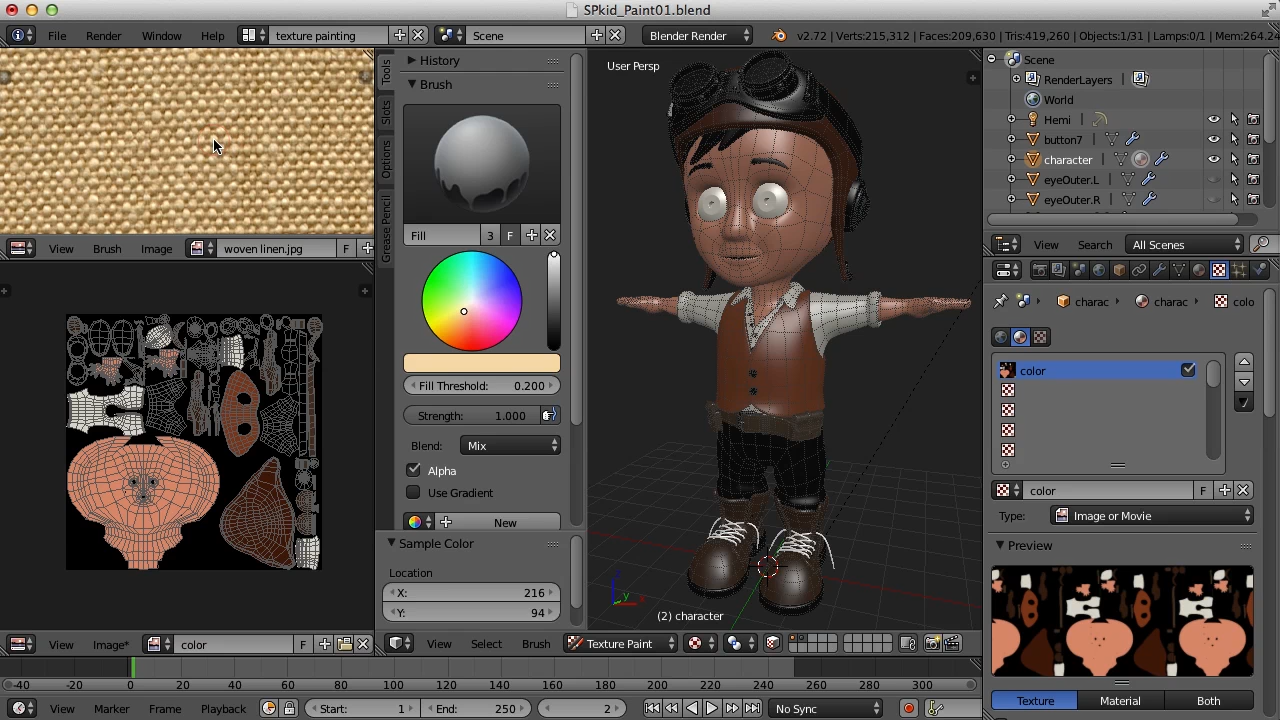 SPkid_Paint01.blend
File Render Window Help texture painting Scene Blender Render v2.72 | Verts:215,312 | Faces:209,630 | Tris:419,260 | Objects:1/31 | Lamps:0/1 | Mem:264.24
Tools
Slots
Options
Grease Pencil
History
Brush
Fill 3 F
Fill Threshold: 0.200
Strength: 1.000
Blend: Mix
Alpha
Use Gradient
New
Sample Color
Location
X: 216
Y: 94
View Brush Image woven linen.jpg F
View Image* color F
User Persp
(2) character
View Select Brush Texture Paint
Scene
RenderLayers
World
Hemi
button7
character
eyeOuter.L
eyeOuter.R
View Search All Scenes
charac charac colo
color
color F
Type: Image or Movie
Preview
Texture Material Both
-40 -20 0 20 40 60 80 100 120 140 160 180 200 220 240 260 280 300
View Marker Frame Playback Start: 1 End: 250 2 No Sync